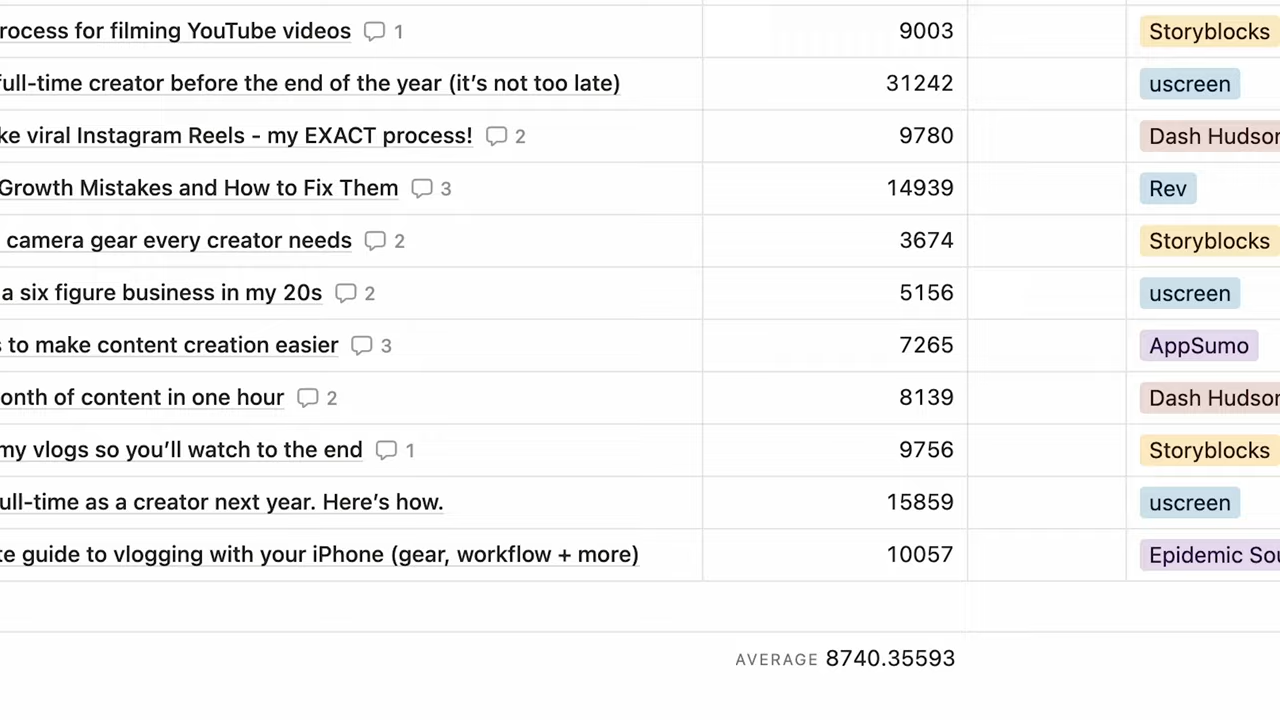 rocess for filming YouTube videos 1 9003 Storyblocks
full-time creator before the end of the year (it’s not too late) 31242 uscreen
ke viral Instagram Reels - my EXACT process! 2 9780 Dash Hudson
Growth Mistakes and How to Fix Them 3 14939 Rev
camera gear every creator needs 2 3674 Storyblocks
a six figure business in my 20s 2 5156 uscreen
s to make content creation easier 3 7265 AppSumo
onth of content in one hour 2 8139 Dash Hudson
my vlogs so you’ll watch to the end 1 9756 Storyblocks
ull-time as a creator next year. Here’s how. 15859 uscreen
te guide to vlogging with your iPhone (gear, workflow + more) 10057 Epidemic Sou
AVERAGE 8740.35593